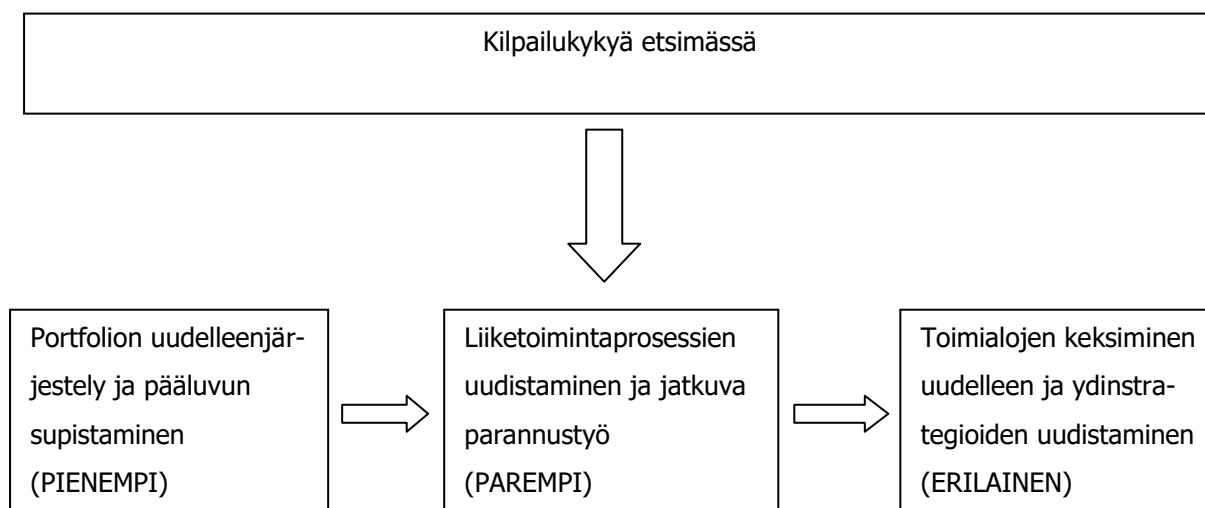 Kilpailukykyä etsimässä
Portfolion uudelleenjär-
jestely ja pääluvun
supistaminen
(PIENEMPI)
Liiketoimintaprosessien
uudistaminen ja jatkuva
parannustyö
(PAREMPI)
Toimialojen keksiminen
uudelleen ja ydinstra-
tegioiden uudistaminen
(ERILAINEN)